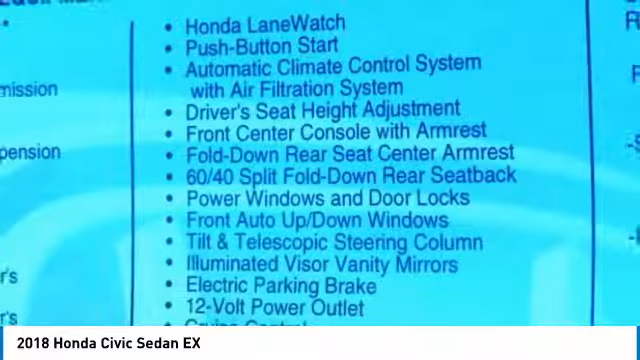 • Honda LaneWatch
• Push-Button Start
• Automatic Climate Control System
with Air Filtration System
mission
• Driver's Seat Height Adjustment
• Front Center Console with Armrest
pension
• Fold-Down Rear Seat Center Armrest
• 60/40 Split Fold-Down Rear Seatback
• Power Windows and Door Locks
• Front Auto Up/Down Windows
• Tilt & Telescopic Steering Column
• Illuminated Visor Vanity Mirrors
r's
• Electric Parking Brake
• 12-Volt Power Outlet
r's
2018 Honda Civic Sedan EX